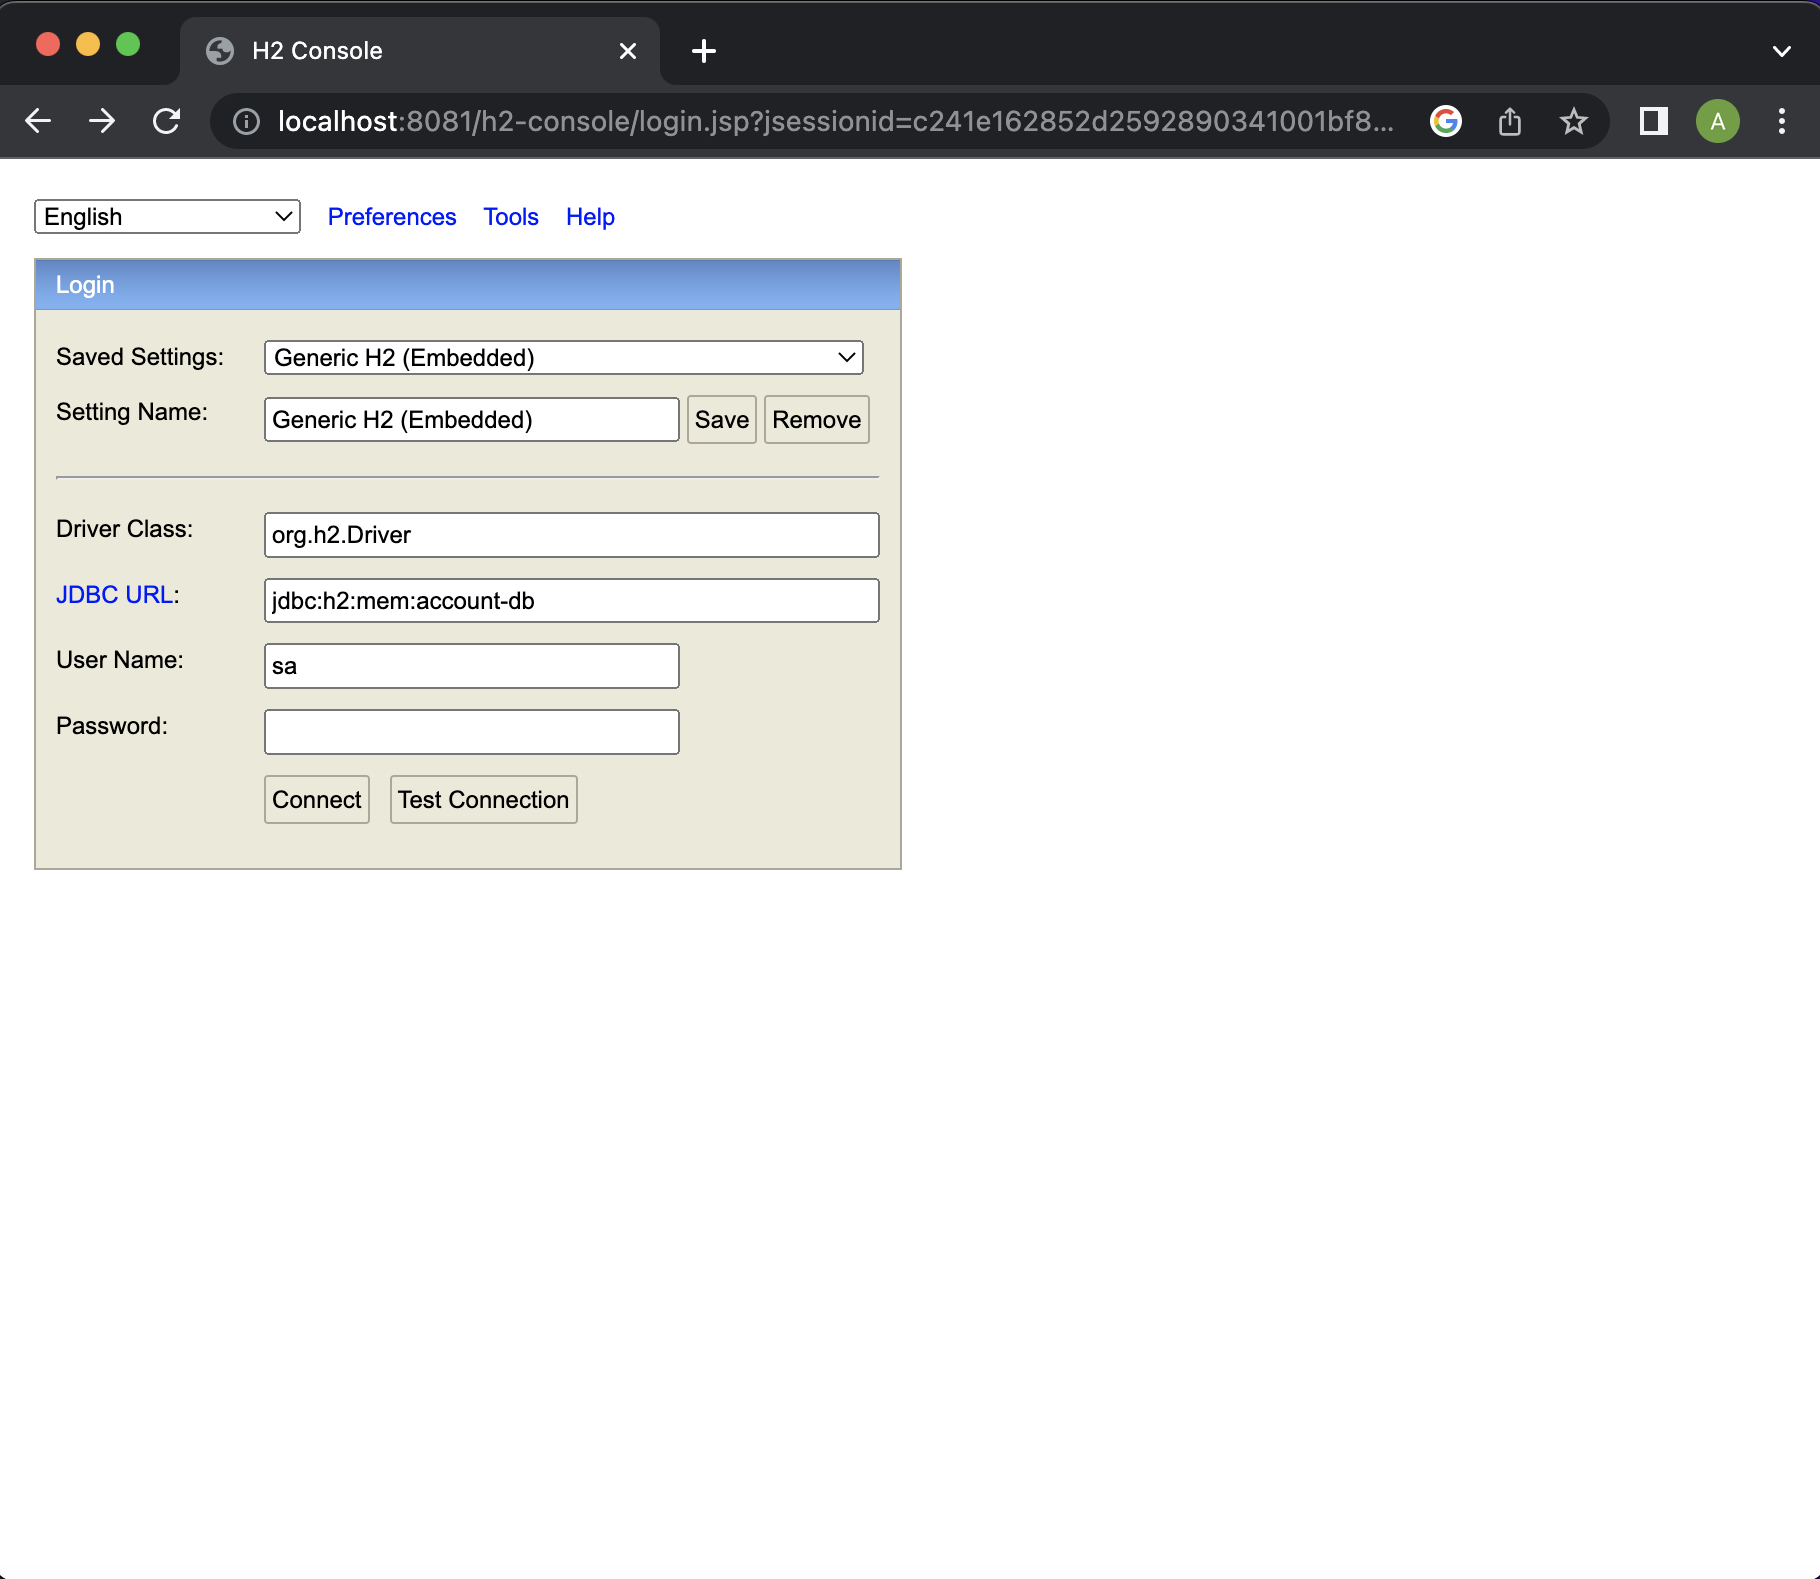 H2 Console
localhost:8081/h2-console/login.jsp?jsessionid=c241e162852d2592890341001bf8...
A
English Preferences Tools Help
Login
Saved Settings: Generic H2 (Embedded)
Setting Name: Generic H2 (Embedded) Save Remove
Driver Class: org.h2.Driver
JDBC URL: jdbc:h2:mem:account-db
User Name: sa
Password:
Connect Test Connection